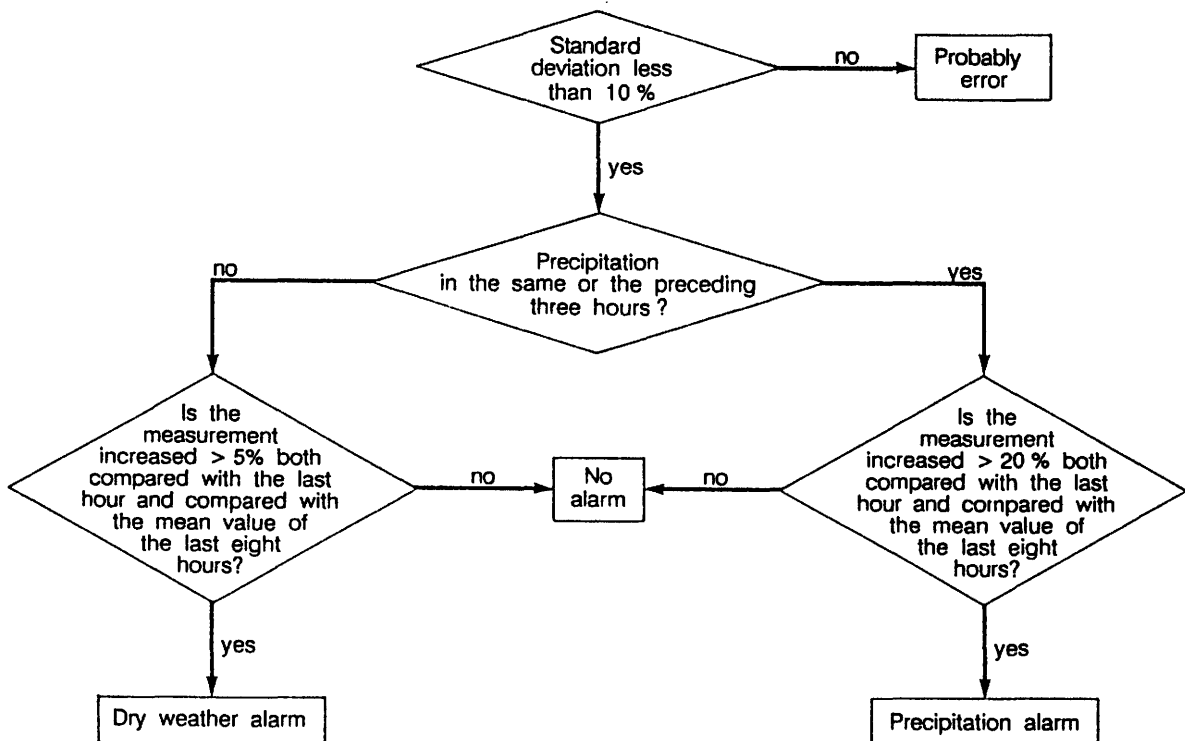 Standard
deviation less
than 10 %
no
Probably
error
yes
Precipitation
in the same or the preceding
three hours ?
no
yes
Is the
measurement
increased > 5% both
compared with the last
hour and compared with
the mean value of
the last eight
hours?
no
No
alarm
no
Is the
measurement
increased > 20 % both
compared with the last
hour and compared with
the mean value of
the last eight
hours?
yes
yes
Dry weather alarm
Precipitation alarm